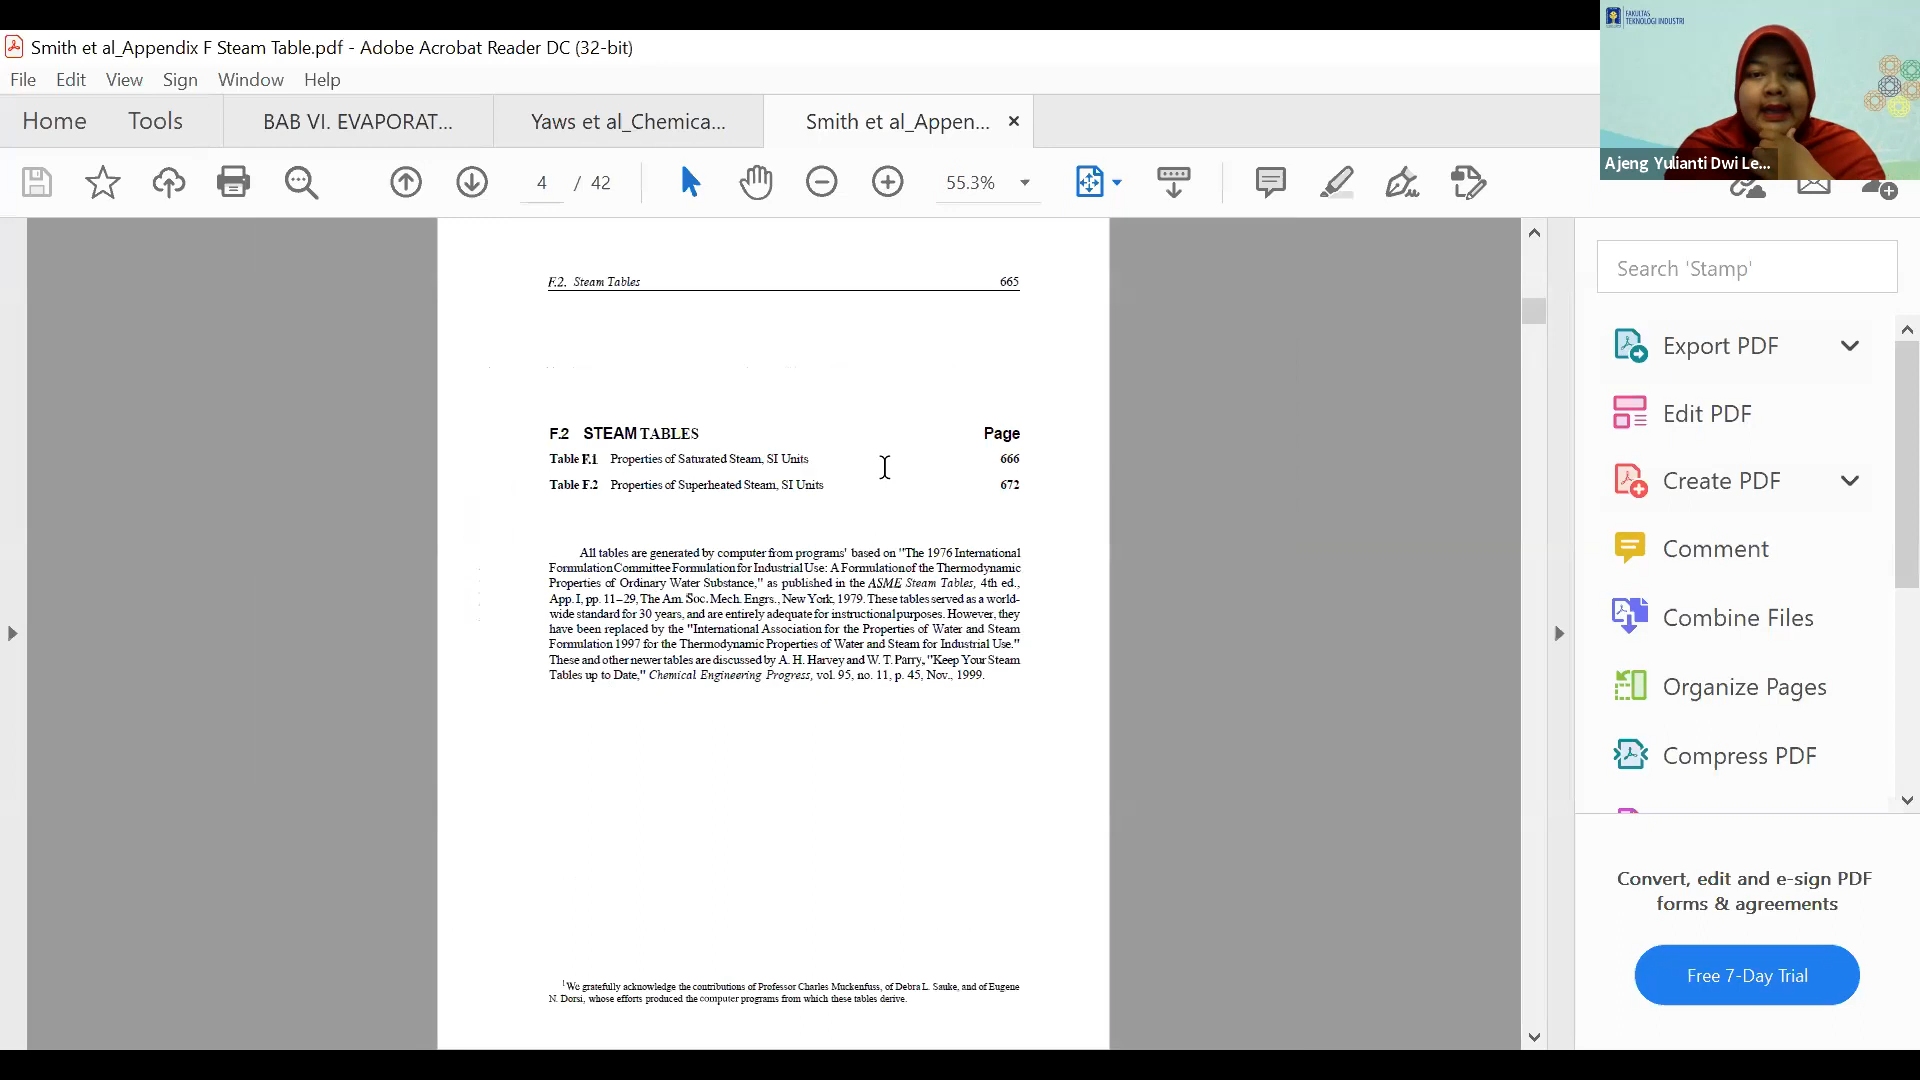 Smith et al_Appendix F Steam Table.pdf - Adobe Acrobat Reader DC (32-bit)
File Edit View Sign Window Help
Home Tools BAB VI. EVAPORAT... Yaws et al_Chemica... Smith et al_Appen...
4 / 42 55.3%
FAKULTAS
TEKNOLOGI INDUSTRI
Ajeng Yulianti Dwi Le...
F.2. Steam Tables 665
F.2 STEAM TABLES Page
Table F.1 Properties of Saturated Steam, SI Units 666
Table F.2 Properties of Superheated Steam, SI Units 672
All tables are generated by computer from programs' based on "The 1976 International
Formulation Committee Formulation for Industrial Use: A Formulation of the Thermodynamic
Properties of Ordinary Water Substance," as published in the ASME Steam Tables, 4th ed.,
App. I, pp. 11–29, The Am. Soc. Mech. Engrs., New York, 1979. These tables served as a world-
wide standard for 30 years, and are entirely adequate for instructional purposes. However, they
have been replaced by the "International Association for the Properties of Water and Steam
Formulation 1997 for the Thermodynamic Properties of Water and Steam for Industrial Use."
These and other newer tables are discussed by A. H. Harvey and W. T. Parry, "Keep Your Steam
Tables up to Date," Chemical Engineering Progress, vol. 95, no. 11, p. 45, Nov., 1999.
1We gratefully acknowledge the contributions of Professor Charles Muckenfuss, of Debra L. Sauke, and of Eugene
N. Dorsi, whose efforts produced the computer programs from which these tables derive.
Search 'Stamp'
Export PDF
Edit PDF
Create PDF
Comment
Combine Files
Organize Pages
Compress PDF
Convert, edit and e-sign PDF
forms & agreements
Free 7-Day Trial